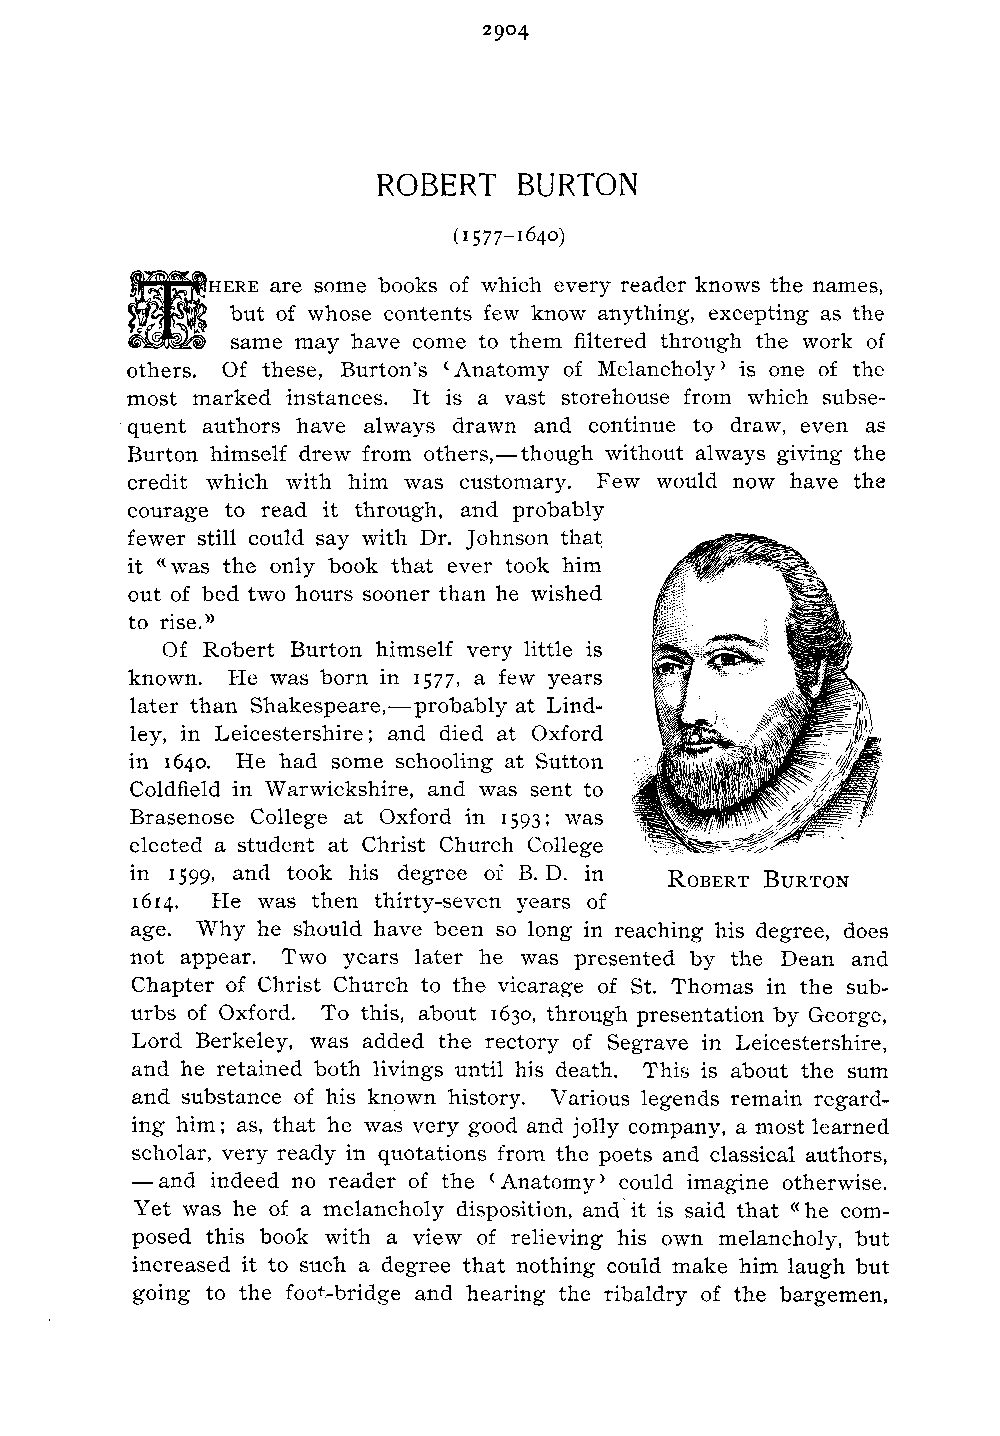 2904
ROBERT BURTON
(1577–1640)
THERE are some books of which every reader knows the names,
but of whose contents few know anything, excepting as the
same may have come to them filtered through the work of
others. Of these, Burton's ‘Anatomy of Melancholy’ is one of the
most marked instances. It is a vast storehouse from which subse-
quent authors have always drawn and continue to draw, even as
Burton himself drew from others,—though without always giving the
credit which with him was customary. Few would now have the
courage to read it through, and probably
fewer still could say with Dr. Johnson that
it “was the only book that ever took him
out of bed two hours sooner than he wished
to rise.”
Of Robert Burton himself very little is
known. He was born in 1577, a few years
later than Shakespeare,—probably at Lind-
ley, in Leicestershire; and died at Oxford
in 1640. He had some schooling at Sutton
Coldfield in Warwickshire, and was sent to
Brasenose College at Oxford in 1593; was
elected a student at Christ Church College
in 1599, and took his degree of B. D. in
1614. He was then thirty-seven years of
ROBERT BURTON
age. Why he should have been so long in reaching his degree, does
not appear. Two years later he was presented by the Dean and
Chapter of Christ Church to the vicarage of St. Thomas in the sub-
urbs of Oxford. To this, about 1630, through presentation by George,
Lord Berkeley, was added the rectory of Segrave in Leicestershire,
and he retained both livings until his death. This is about the sum
and substance of his known history. Various legends remain regard-
ing him; as, that he was very good and jolly company, a most learned
scholar, very ready in quotations from the poets and classical authors,
—and indeed no reader of the ‘Anatomy’ could imagine otherwise.
Yet was he of a melancholy disposition, and it is said that “he com-
posed this book with a view of relieving his own melancholy, but
increased it to such a degree that nothing could make him laugh but
going to the foot-bridge and hearing the ribaldry of the bargemen,